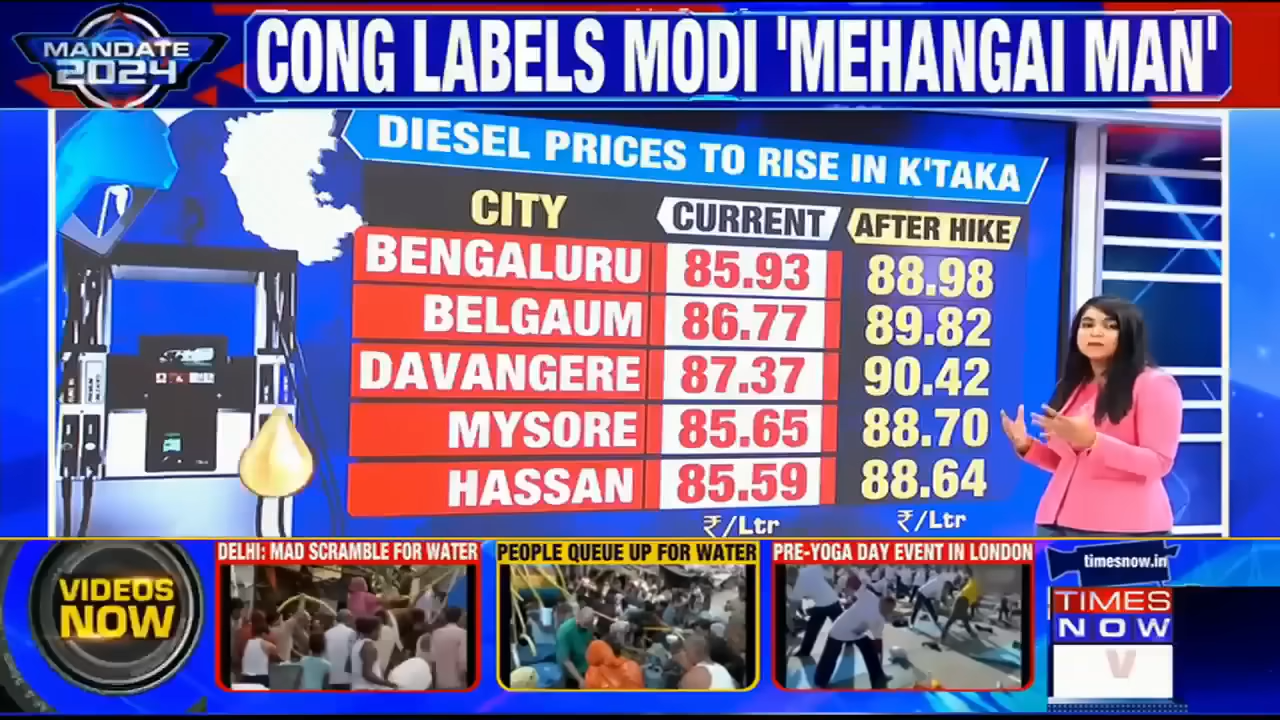 MANDATE
2024
CONG LABELS MODI 'MEHANGAI MAN'
DIESEL PRICES TO RISE IN K'TAKA
CITY CURRENT AFTER HIKE
BENGALURU 85.93 88.98
BELGAUM 86.77 89.82
DAVANGERE 87.37 90.42
MYSORE 85.65 88.70
HASSAN 85.59 88.64
₹/Ltr ₹/Ltr
VIDEOS
NOW
DELHI: MAD SCRAMBLE FOR WATER
PEOPLE QUEUE UP FOR WATER
PRE-YOGA DAY EVENT IN LONDON
timesnow.in
TIMES
NOW
V